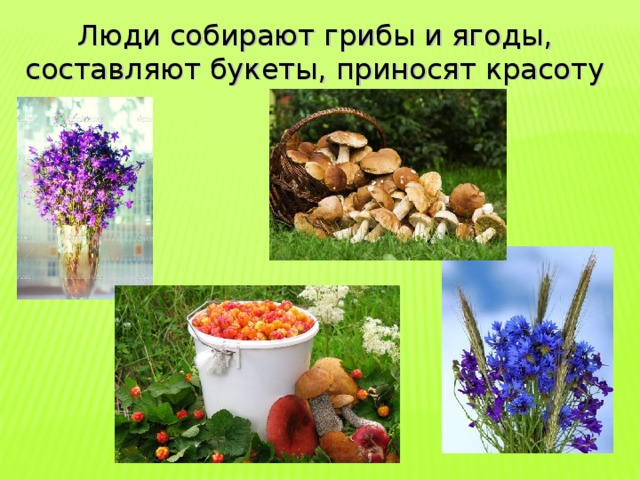 Люди собирают грибы и ягоды,
составляют букеты, приносят красоту